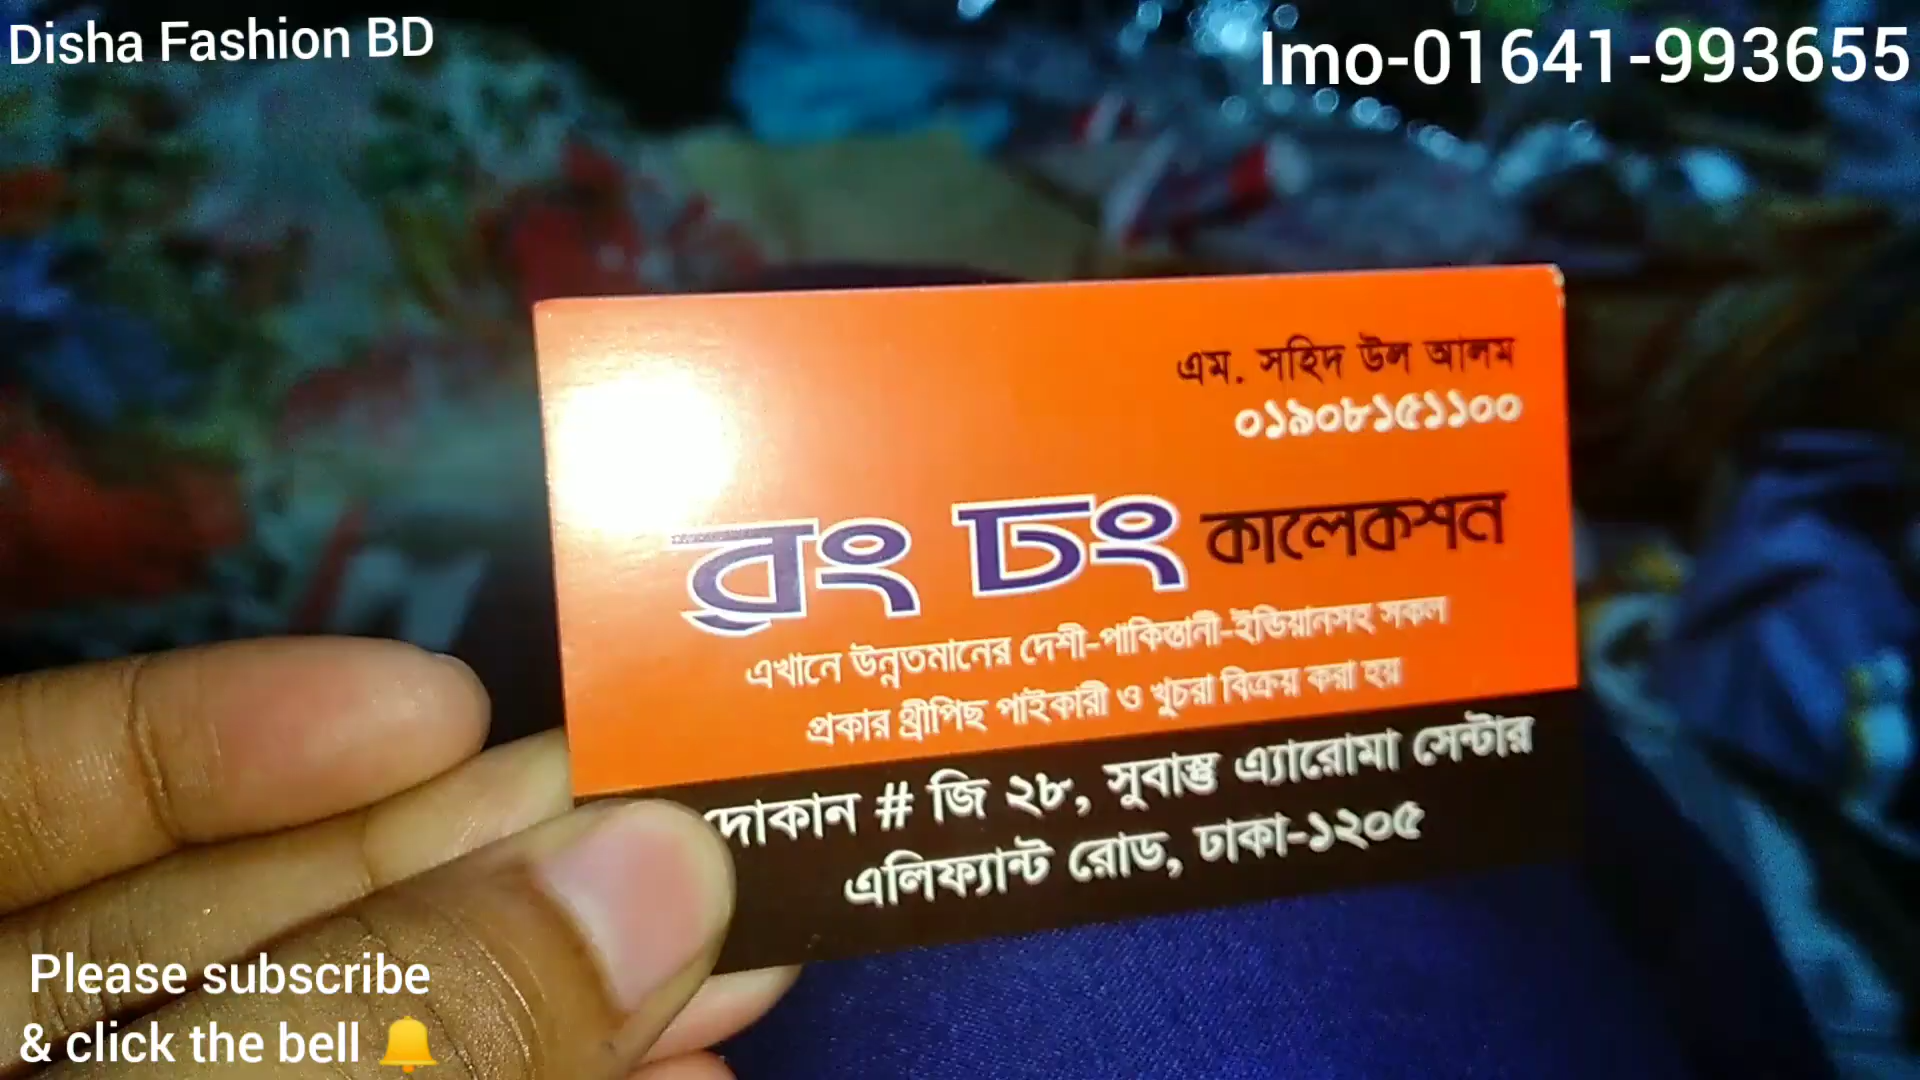 Disha Fashion BD
Imo-01641-993655
এম. সহিদ উল আলম
০১৯০৮১৫১১০০
রং ঢং কালেকশন
এখানে উন্নতমানের দেশী-পাকিস্তানী-ইন্ডিয়ানসহ সকল
প্রকার থ্রীপিছ পাইকারী ও খুচরা বিক্রয় করা হয়
দোকান # জি ২৮, সুবাস্তু এ্যারোমা সেন্টার
এলিফ্যান্ট রোড, ঢাকা-১২০৫
Please subscribe
& click the bell 🔔